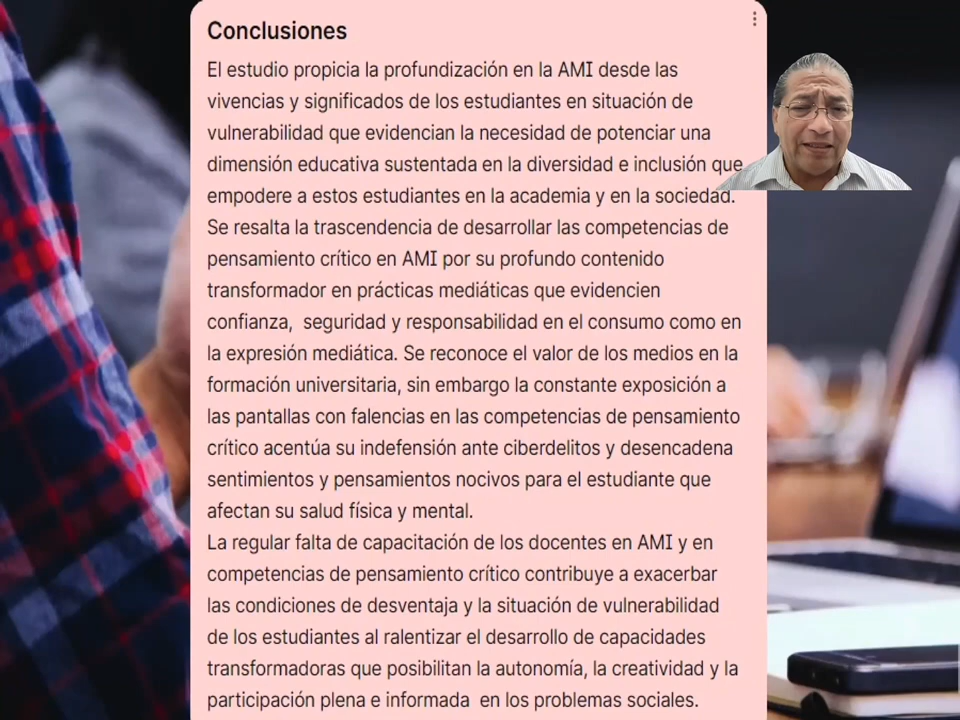 Conclusiones
El estudio propicia la profundización en la AMI desde las
vivencias y significados de los estudiantes en situación de
vulnerabilidad que evidencian la necesidad de potenciar una
dimensión educativa sustentada en la diversidad e inclusión que
empodere a estos estudiantes en la academia y en la sociedad.
Se resalta la trascendencia de desarrollar las competencias de
pensamiento crítico en AMI por su profundo contenido
transformador en prácticas mediáticas que evidencien
confianza,  seguridad y responsabilidad en el consumo como en
la expresión mediática. Se reconoce el valor de los medios en la
formación universitaria, sin embargo la constante exposición a
las pantallas con falencias en las competencias de pensamiento
crítico acentúa su indefensión ante ciberdelitos y desencadena
sentimientos y pensamientos nocivos para el estudiante que
afectan su salud física y mental.
La regular falta de capacitación de los docentes en AMI y en
competencias de pensamiento crítico contribuye a exacerbar
las condiciones de desventaja y la situación de vulnerabilidad
de los estudiantes al ralentizar el desarrollo de capacidades
transformadoras que posibilitan la autonomía, la creatividad y la
participación plena e informada  en los problemas sociales.